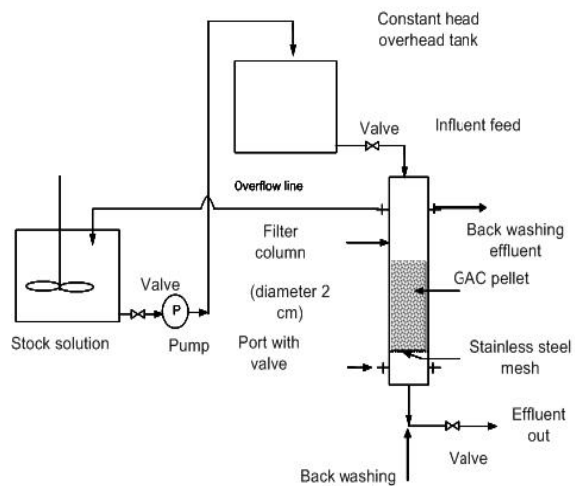 Constant head
overhead tank
Valve
Influent feed
Overflow line
Filter
column
Back washing
effluent
Valve
(diameter 2
cm)
GAC pellet
P
Stock solution
Pump
Port with
valve
Stainless steel
mesh
Effluent
out
Valve
Back washing